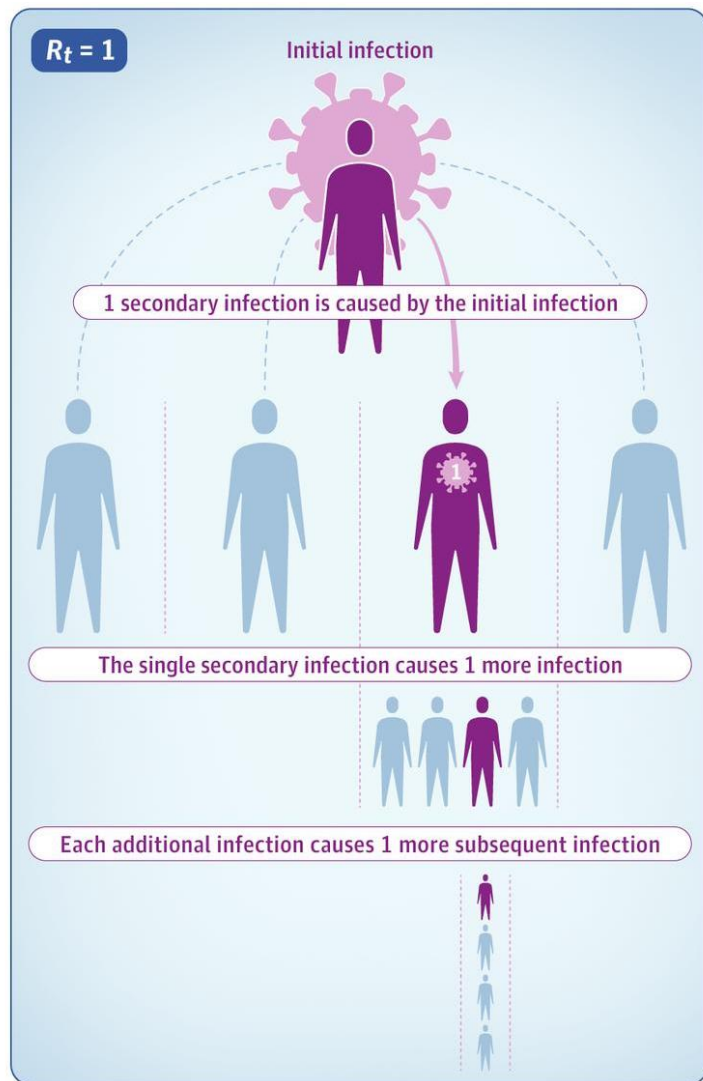 Rt = 1
Initial infection
1 secondary infection is caused by the initial infection
1
The single secondary infection causes 1 more infection
Each additional infection causes 1 more subsequent infection